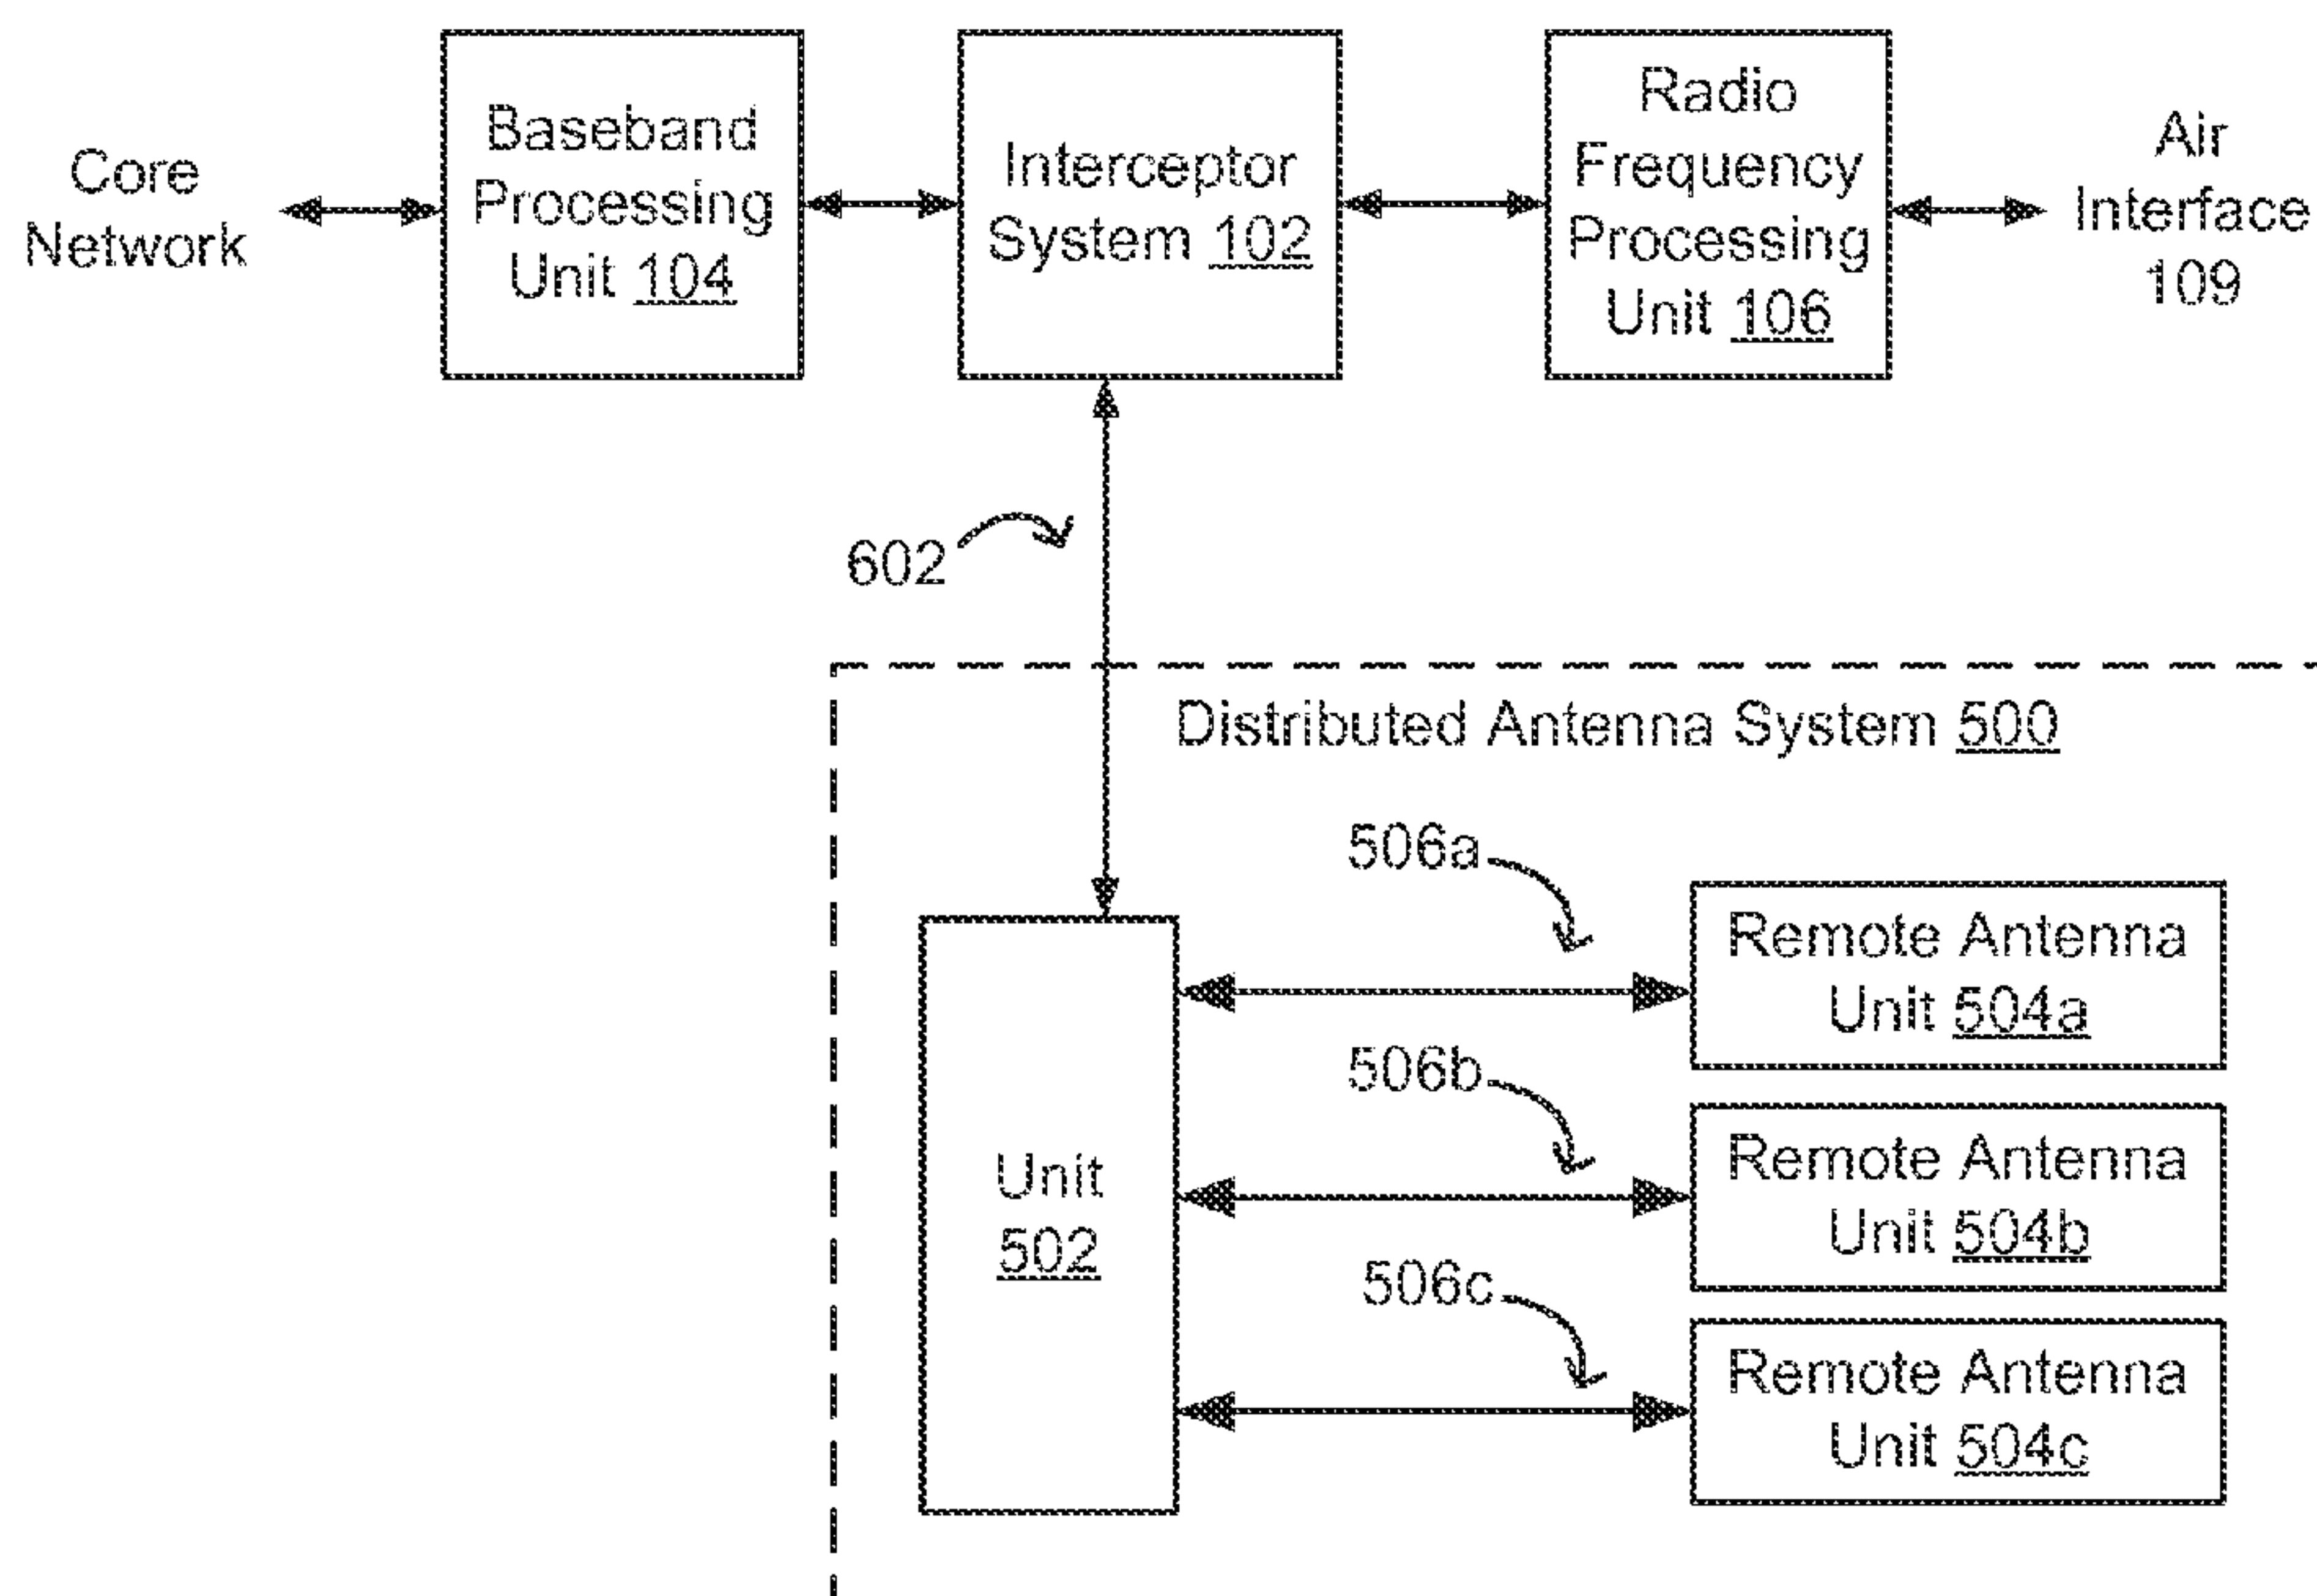 Core
Network
Baseband
Processing
Unit 104
Interceptor
System 102
Radio
Frequency
Processing
Unit 106
Air
Interface
109
602
Distributed Antenna System 500
506a
Remote Antenna
Unit 504a
506b
Remote Antenna
Unit 504b
Unit
502
506c
Remote Antenna
Unit 504c